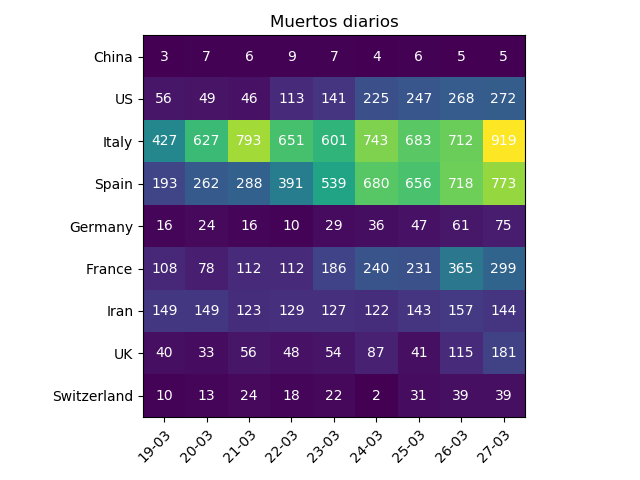 Muertos diarios
China 3 7 6 9 7 4 6 5 5
US 56 49 46 113 141 225 247 268 272
Italy 427 627 793 651 601 743 683 712 919
Spain 193 262 288 391 539 680 656 718 773
Germany 16 24 16 10 29 36 47 61 75
France 108 78 112 112 186 240 231 365 299
Iran 149 149 123 129 127 122 143 157 144
UK 40 33 56 48 54 87 41 115 181
Switzerland 10 13 24 18 22 2 31 39 39
19-03 20-03 21-03 22-03 23-03 24-03 25-03 26-03 27-03